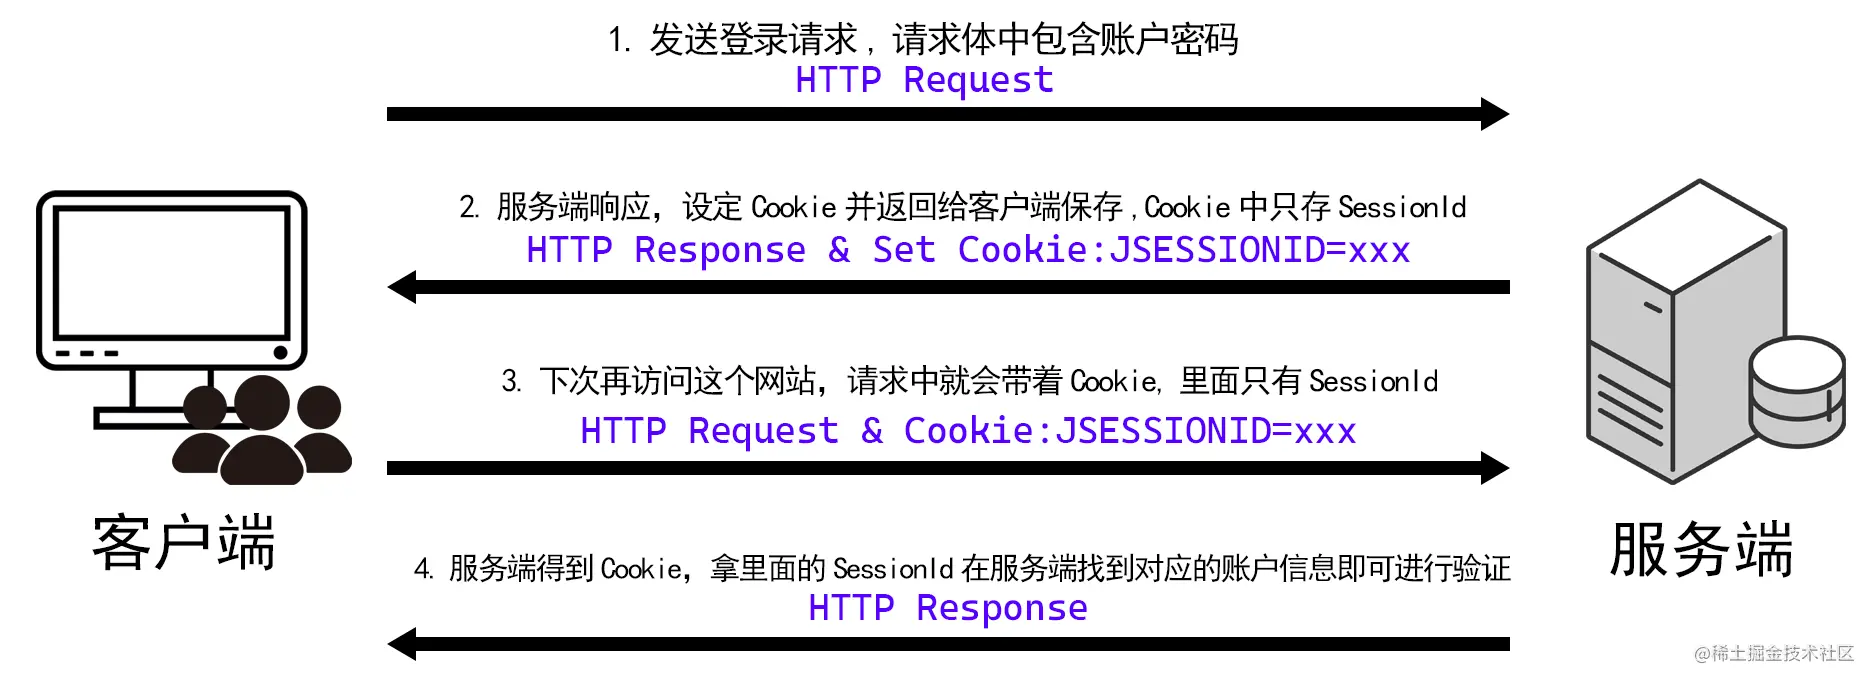 1. 发送登录请求, 请求体中包含账户密码
HTTP Request
2. 服务端响应，设定 Cookie 并返回给客户端保存,Cookie 中只存 SessionId
HTTP Response & Set Cookie:JSESSIONID=xxx
3. 下次再访问这个网站，请求中就会带着 Cookie, 里面只有 SessionId
HTTP Request & Cookie:JSESSIONID=xxx
客户端
服务端
4. 服务端得到 Cookie，拿里面的 SessionId 在服务端找到对应的账户信息即可进行验证
HTTP Response
@稀土掘金技术社区